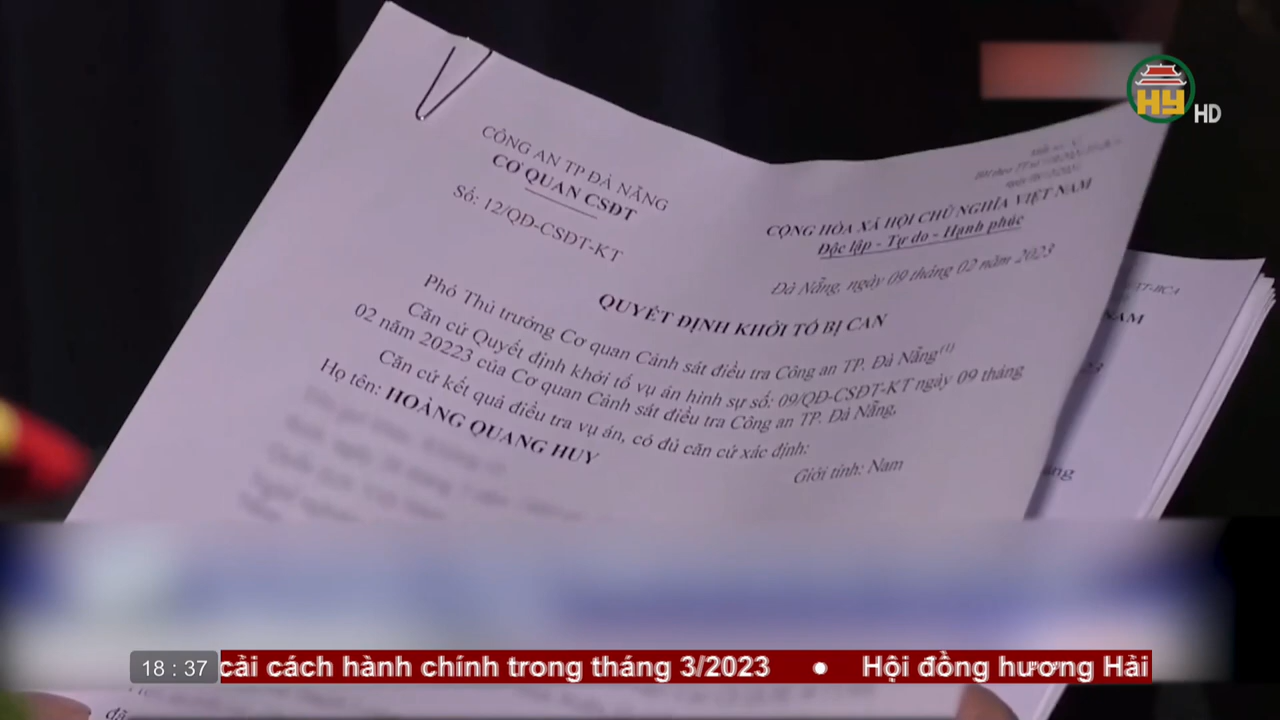 HY HD
CÔNG AN TP ĐÀ NẴNG
CƠ QUAN CSĐT
Số: 12/QĐ-CSĐT-KT
CỘNG HÒA XÃ HỘI CHỦ NGHĨA VIỆT NAM
Độc lập - Tự do - Hạnh phúc
Đà Nẵng, ngày 09 tháng 02 năm 2023
QUYẾT ĐỊNH KHỞI TỐ BỊ CAN
Phó Thủ trưởng Cơ quan Cảnh sát điều tra Công an TP. Đà Nẵng(1)
Căn cứ Quyết định khởi tố vụ án hình sự số: 09/QĐ-CSĐT-KT ngày 09 tháng
02 năm 20223 của Cơ quan Cảnh sát điều tra Công an TP. Đà Nẵng,
Căn cứ kết quả điều tra vụ án, có đủ căn cứ xác định:
Họ tên: HOÀNG QUANG HUY
Giới tính: Nam
TT-BCA
NAM
18 : 37 cải cách hành chính trong tháng 3/2023 • Hội đồng hương Hải